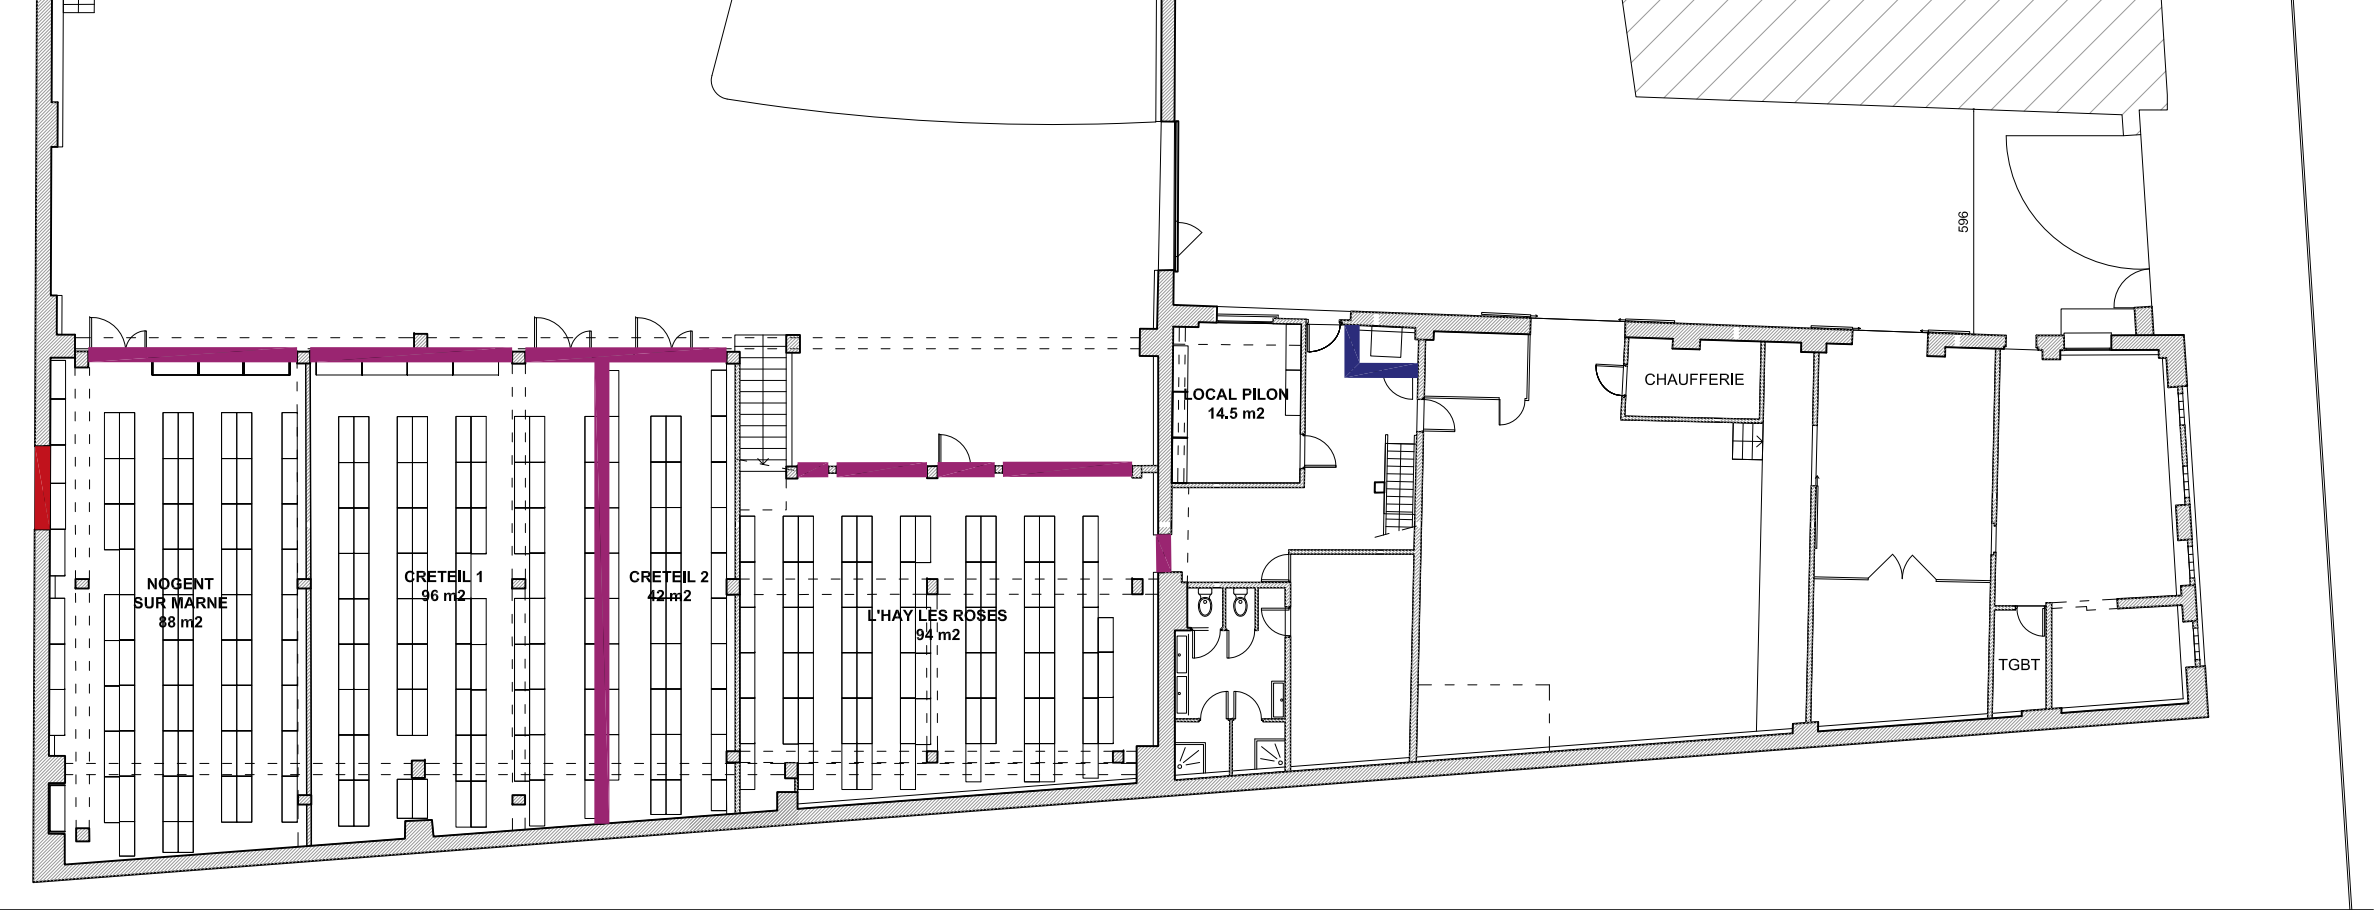 596
CHAUFFERIE
LOCAL PILON
14.5 m2
NOGENT
SUR MARNE
88 m2
CRETEIL 1
96 m2
CRETEIL 2
42 m2
L'HAY LES ROSES
94 m2
TGBT